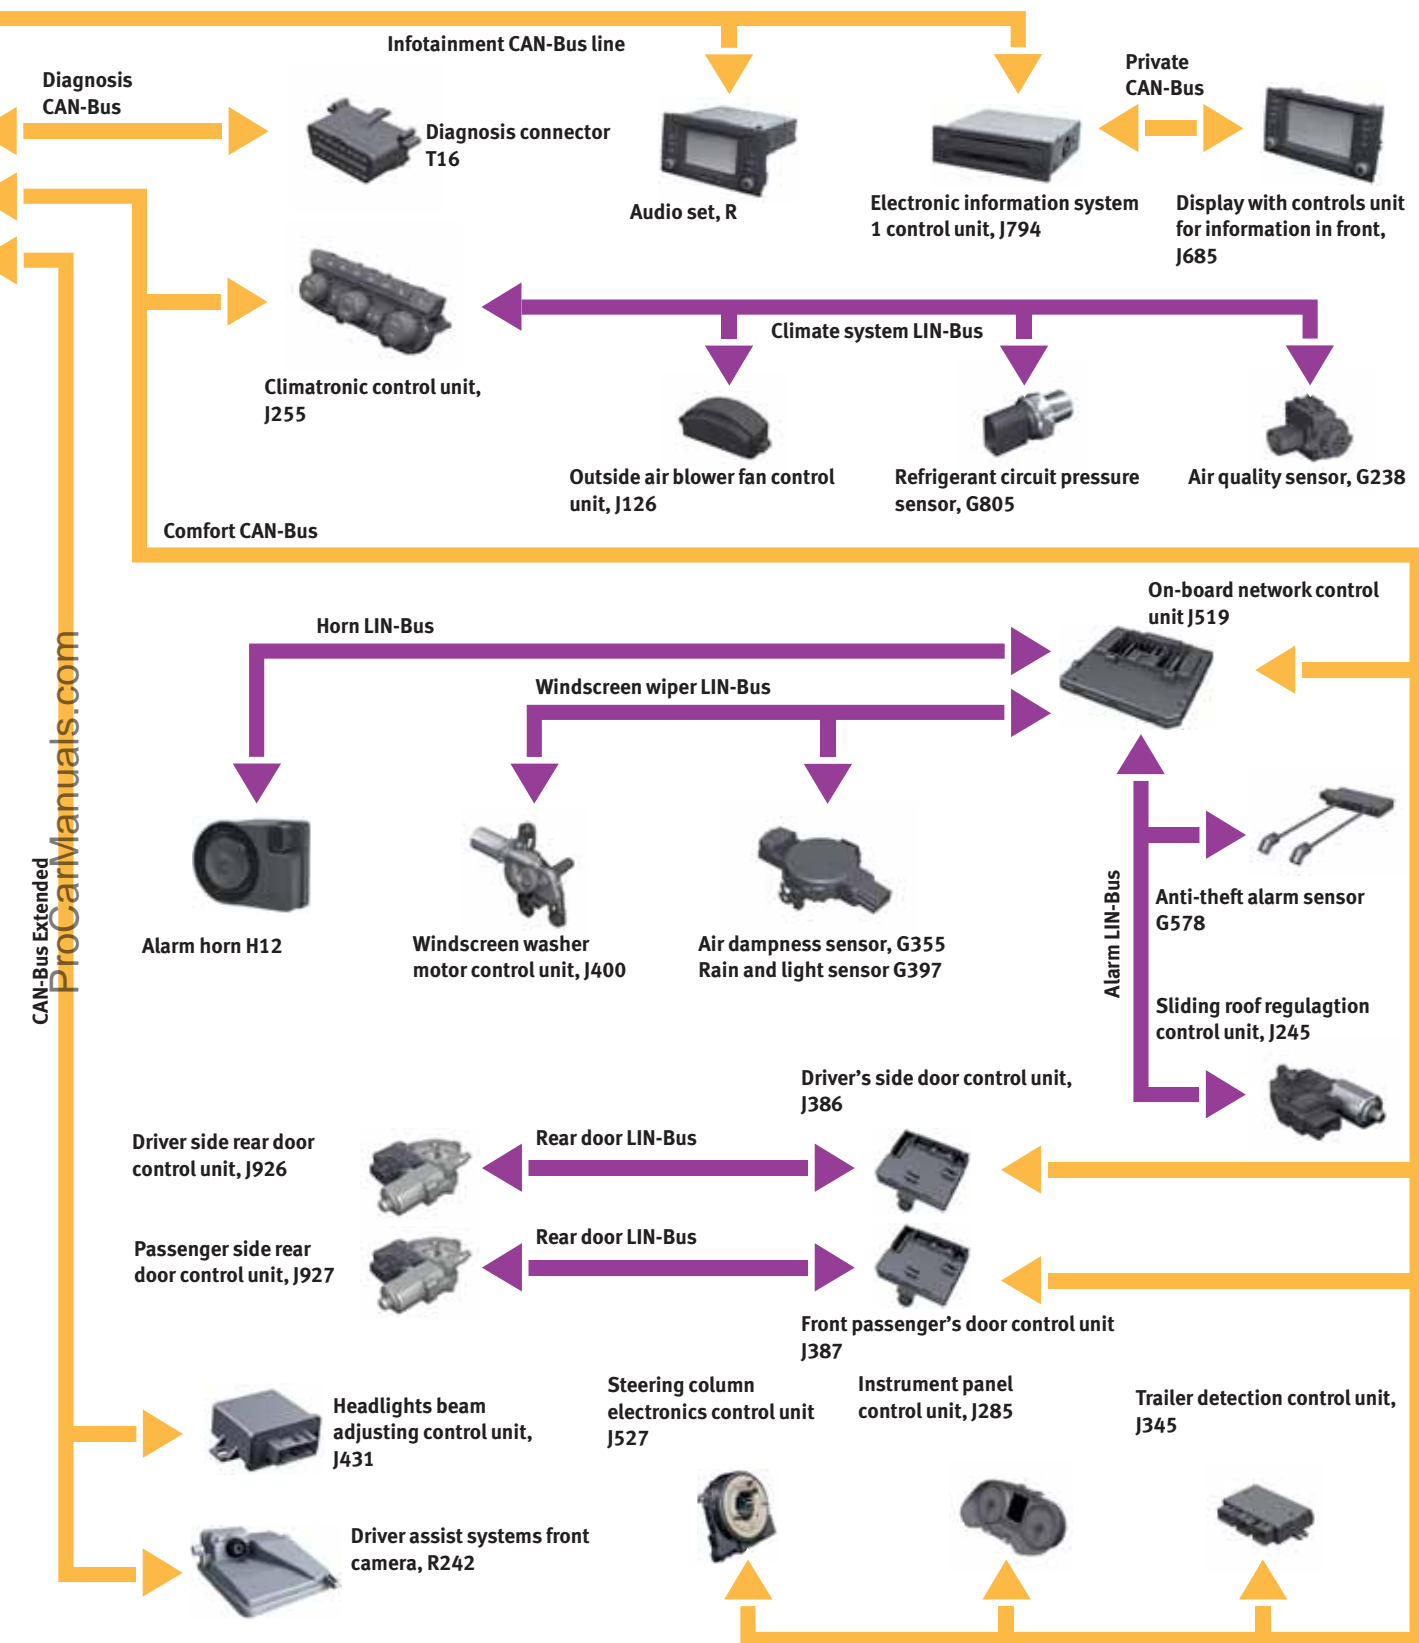 Infotainment CAN-Bus line
Diagnosis
CAN-Bus
Private
CAN-Bus
Diagnosis connector
T16
Audio set, R
Electronic information system
1 control unit, J794
Display with controls unit
for information in front,
J685
Climate system LIN-Bus
Climatronic control unit,
J255
Outside air blower fan control
unit, J126
Refrigerant circuit pressure
sensor, G805
Air quality sensor, G238
Comfort CAN-Bus
On-board network control
unit J519
Horn LIN-Bus
Windscreen wiper LIN-Bus
Alarm horn H12
Windscreen washer
motor control unit, J400
Air dampness sensor, G355
Rain and light sensor G397
Alarm LIN-Bus
Anti-theft alarm sensor
G578
Sliding roof regulagtion
control unit, J245
CAN-Bus Extended
ProCarManuals.com
Driver's side door control unit,
J386
Driver side rear door
control unit, J926
Rear door LIN-Bus
Passenger side rear
door control unit, J927
Rear door LIN-Bus
Front passenger's door control unit
J387
Headlights beam
adjusting control unit,
J431
Steering column
electronics control unit
J527
Instrument panel
control unit, J285
Trailer detection control unit,
J345
Driver assist systems front
camera, R242